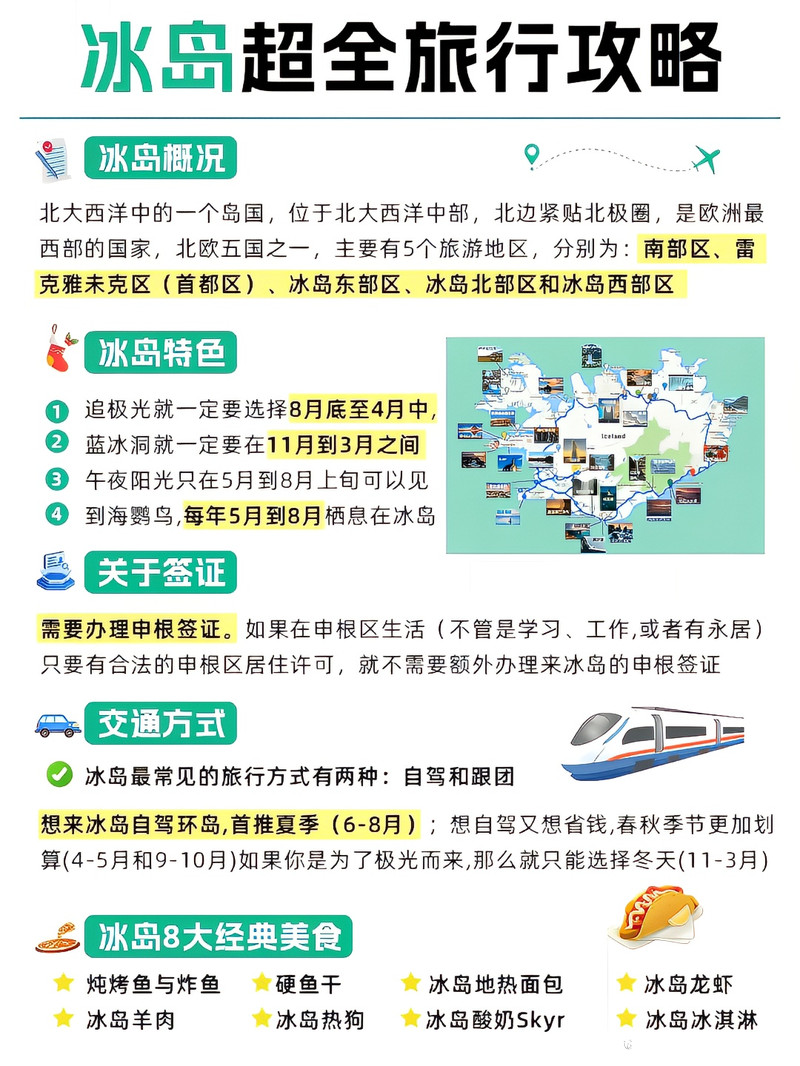 冰岛超全旅行攻略
冰岛概况
北大西洋中的一个岛国，位于北大西洋中部，北边紧贴北极圈，是欧洲最
西部的国家，北欧五国之一，主要有5个旅游地区，分别为：南部区、雷
克雅未克区（首都区）、冰岛东部区、冰岛北部区和冰岛西部区
冰岛特色
1 追极光就一定要选择8月底至4月中,
2 蓝冰洞就一定要在11月到3月之间
3 午夜阳光只在5月到8月上旬可以见
4 到海鹦鸟,每年5月到8月栖息在冰岛
Iceland
关于签证
需要办理申根签证。如果在申根区生活（不管是学习、工作,或者有永居）
只要有合法的申根区居住许可，就不需要额外办理来冰岛的申根签证
交通方式
冰岛最常见的旅行方式有两种：自驾和跟团
想来冰岛自驾环岛,首推夏季（6-8月）；想自驾又想省钱,春秋季节更加划
算(4-5月和9-10月)如果你是为了极光而来,那么就只能选择冬天(11-3月)
冰岛8大经典美食
炖烤鱼与炸鱼 硬鱼干 冰岛地热面包 冰岛龙虾
冰岛羊肉 冰岛热狗 冰岛酸奶Skyr 冰岛冰淇淋